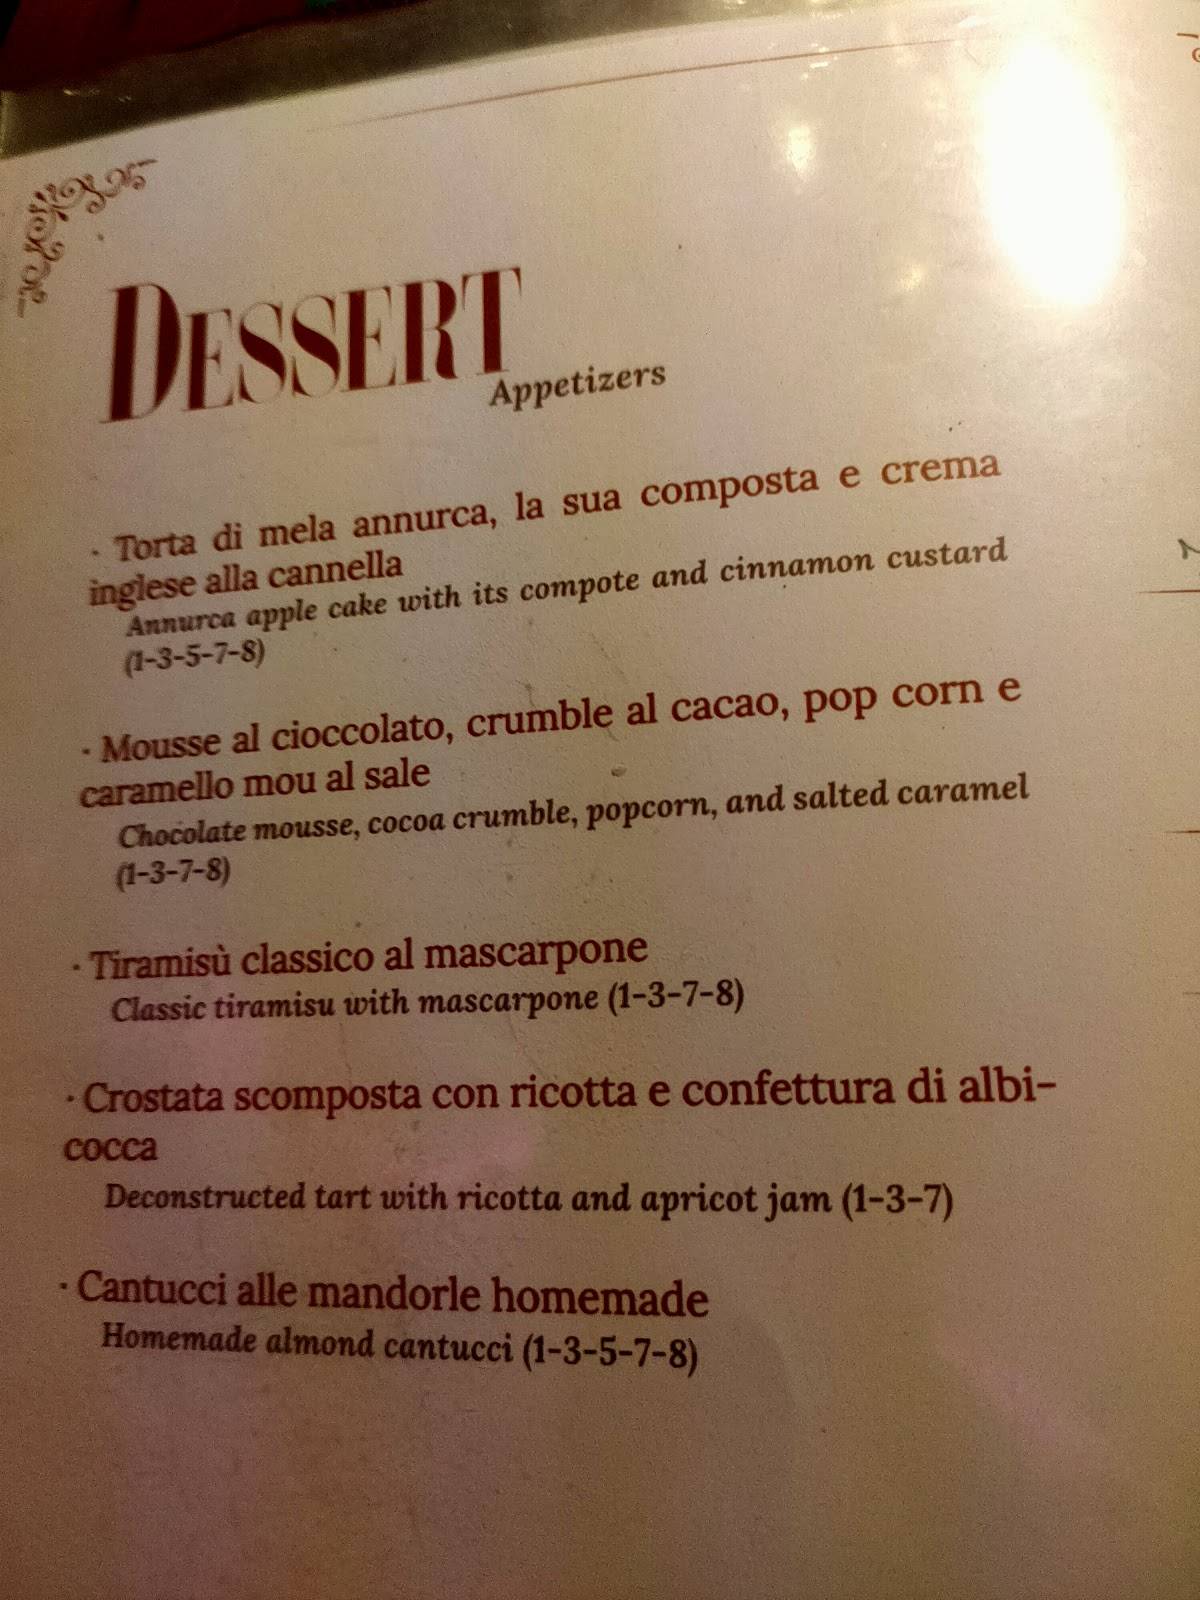 DESSERT
Appetizers
· Torta di mela annurca, la sua composta e crema
inglese alla cannella
Annurca apple cake with its compote and cinnamon custard
(1-3-5-7-8)
· Mousse al cioccolato, crumble al cacao, pop corn e
caramello mou al sale
Chocolate mousse, cocoa crumble, popcorn, and salted caramel
(1-3-7-8)
· Tiramisù classico al mascarpone
Classic tiramisu with mascarpone (1-3-7-8)
· Crostata scomposta con ricotta e confettura di albi-
cocca
Deconstructed tart with ricotta and apricot jam (1-3-7)
· Cantucci alle mandorle homemade
Homemade almond cantucci (1-3-5-7-8)